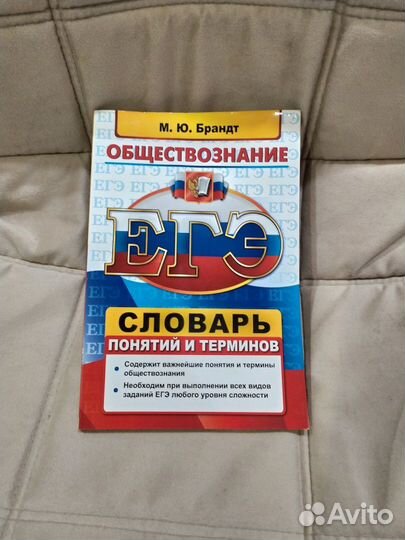 М. Ю. Брандт
ОБЩЕСТВОЗНАНИЕ
ЕГЭ
СЛОВАРЬ
ПОНЯТИЙ И ТЕРМИНОВ
• Содержит важнейшие понятия и термины
обществознания
• Необходим при выполнении всех видов
заданий ЕГЭ любого уровня сложности
Avito